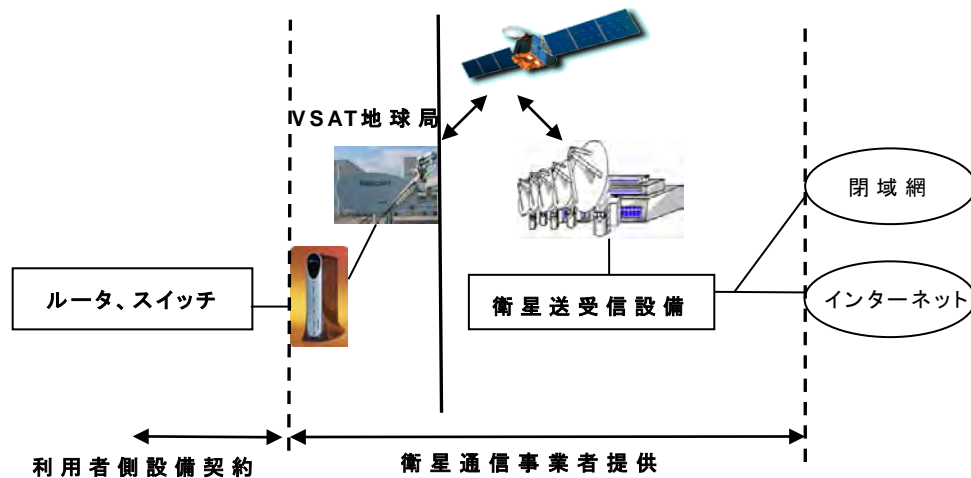 VSAT地球局
閉域網
ルータ、スイッチ
衛星送受信設備
インターネット
利用者側設備契約
衛星通信事業者提供